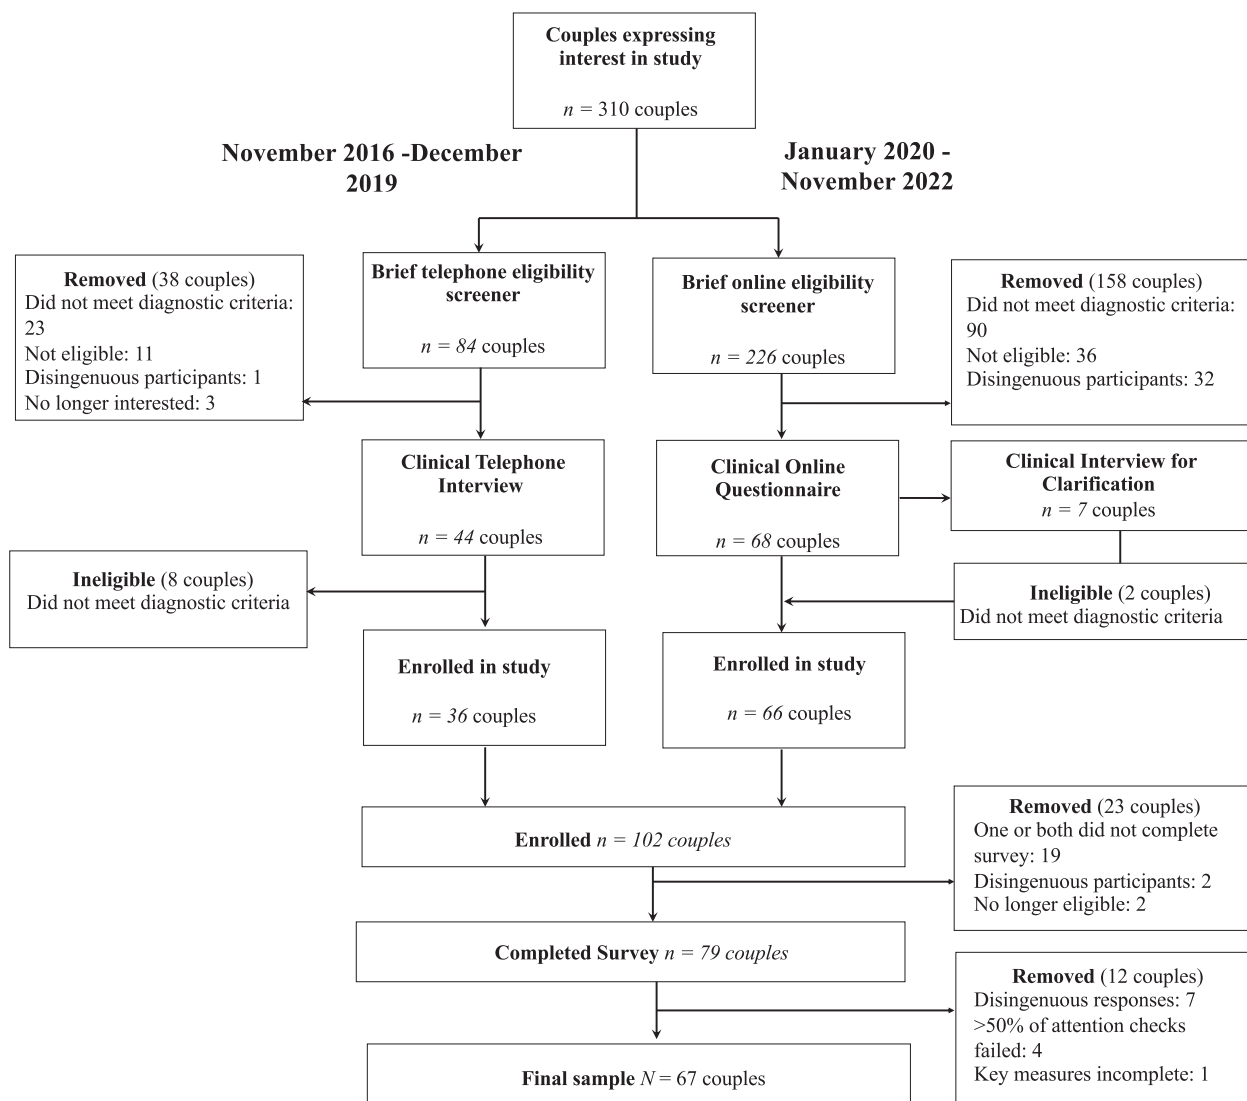 Couples expressing
interest in study
n = 310 couples
November 2016 -December
2019
January 2020 -
November 2022
Removed (38 couples)
Did not meet diagnostic criteria:
23
Not eligible: 11
Disingenuous participants: 1
No longer interested: 3
Brief telephone eligibility
screener
n = 84 couples
Brief online eligibility
screener
n = 226 couples
Removed (158 couples)
Did not meet diagnostic criteria:
90
Not eligible: 36
Disingenuous participants: 32
Clinical Telephone
Interview
n = 44 couples
Clinical Online
Questionnaire
n = 68 couples
Clinical Interview for
Clarification
n = 7 couples
Ineligible (8 couples)
Did not meet diagnostic criteria
Ineligible (2 couples)
Did not meet diagnostic criteria
Enrolled in study
n = 36 couples
Enrolled in study
n = 66 couples
Enrolled n = 102 couples
Removed (23 couples)
One or both did not complete
survey: 19
Disingenuous participants: 2
No longer eligible: 2
Completed Survey n = 79 couples
Removed (12 couples)
Disingenuous responses: 7
>50% of attention checks
failed: 4
Key measures incomplete: 1
Final sample N = 67 couples